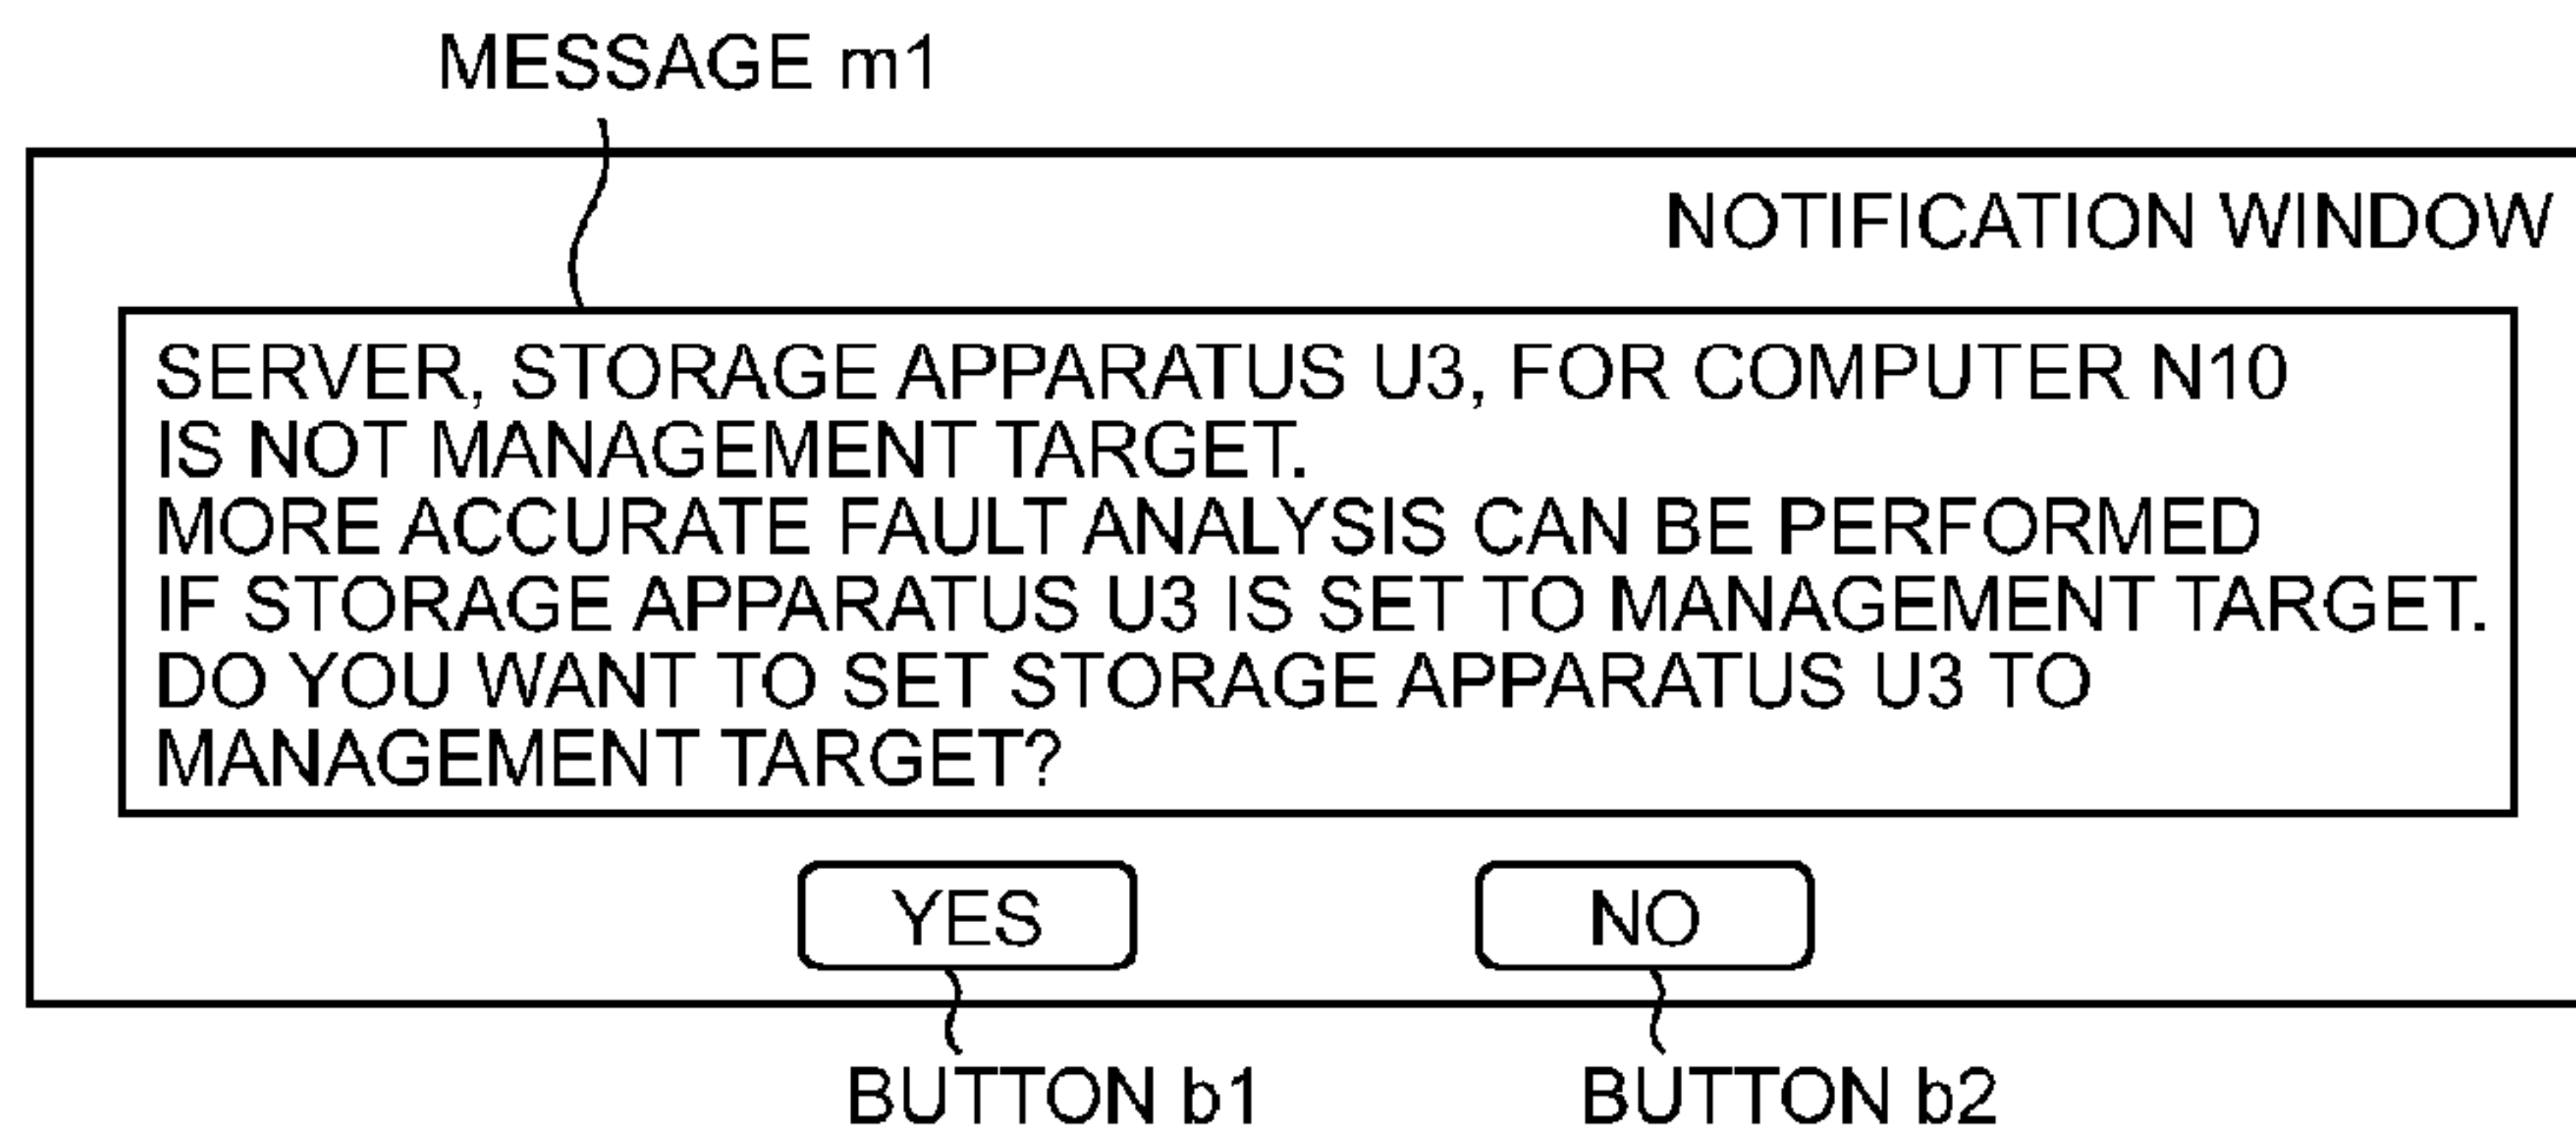 MESSAGE m1
NOTIFICATION WINDOW
SERVER, STORAGE APPARATUS U3, FOR COMPUTER N10
IS NOT MANAGEMENT TARGET.
MORE ACCURATE FAULT ANALYSIS CAN BE PERFORMED
IF STORAGE APPARATUS U3 IS SET TO MANAGEMENT TARGET.
DO YOU WANT TO SET STORAGE APPARATUS U3 TO
MANAGEMENT TARGET?
YES NO
BUTTON b1 BUTTON b2